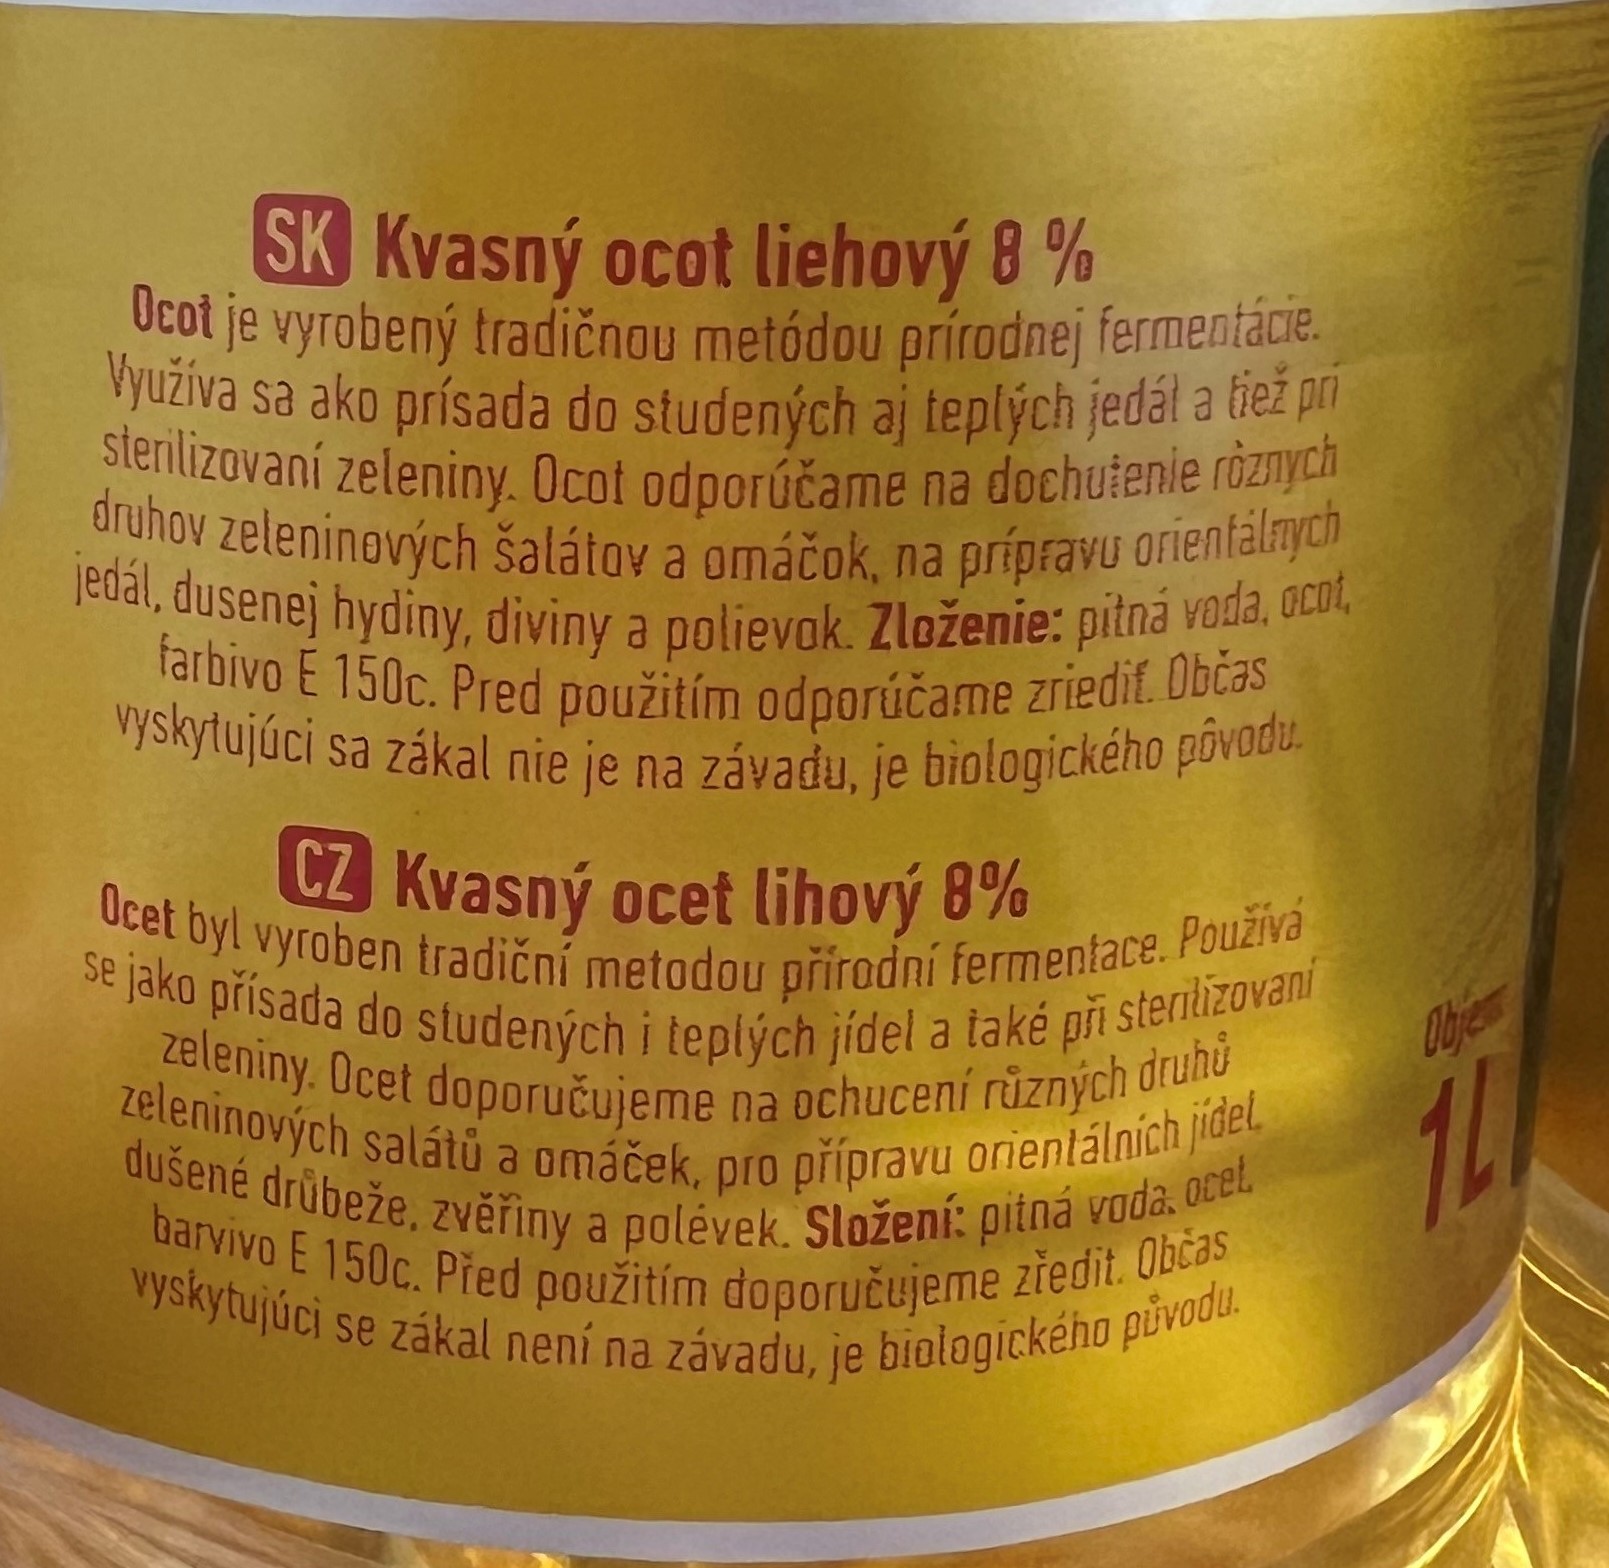 SK Kvasný ocot liehový 8 %
Ocot je vyrobený tradičnou metódou prírodnej fermentácie.
Využíva sa ako prísada do studených aj teplých jedál a tiež pri
sterilizovaní zeleniny. Ocot odporúčame na dochutenie rôznych
druhov zeleninových šalátov a omáčok, na prípravu orientálnych
jedál, dusenej hydiny, diviny a polievok. Zloženie: pitná voda, ocot,
farbivo E 150c. Pred použitím odporúčame zriediť. Občas
vyskytujúci sa zákal nie je na závadu, je biologického pôvodu.
CZ Kvasný ocet lihový 8%
Ocet byl vyroben tradiční metodou přírodní fermentace. Používá
se jako přísada do studených i teplých jídel a také při sterilizovaní
zeleniny. Ocet doporučujeme na ochucení různých druhů
zeleninových salátů a omáček, pro přípravu orientálních jídel,
dušené drůbeže, zvěřiny a polévek. Složení: pitná voda, ocet,
barvivo E 150c. Před použitím doporučujeme zředit. Občas
vyskytujúci se zákal není na závadu, je biologického původu.
Objem:
1L